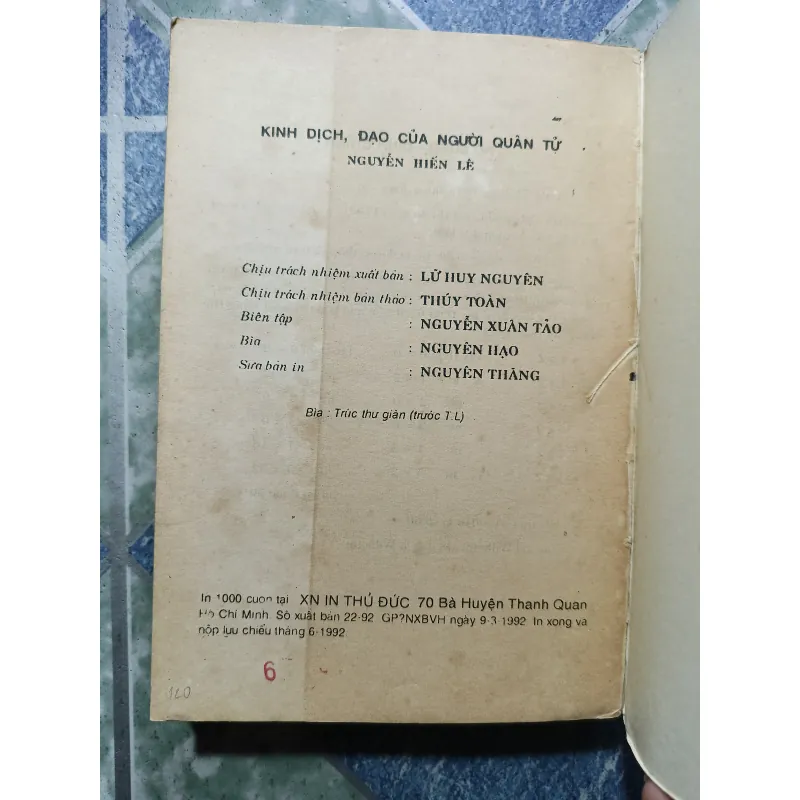 KINH DỊCH, ĐẠO CỦA NGƯỜI QUÂN TỬ
NGUYỄN HIẾN LÊ
Chịu trách nhiệm xuất bản : LỮ HUY NGUYÊN
Chịu trách nhiệm bản thảo : THÚY TOÀN
Biên tập : NGUYỄN XUÂN TẢO
Bìa : NGUYÊN HẠO
Sửa bản in : NGUYÊN THĂNG
Bìa : Trúc thư giản (trước T.L)
In 1000 cuốn tại XN IN THỦ ĐỨC 70 Bà Huyện Thanh Quan
Hồ Chí Minh. Số xuất bản 22-92 GP?NXBVH ngày 9-3-1992 In xong và
nộp lưu chiếu tháng 6-1992
6
120